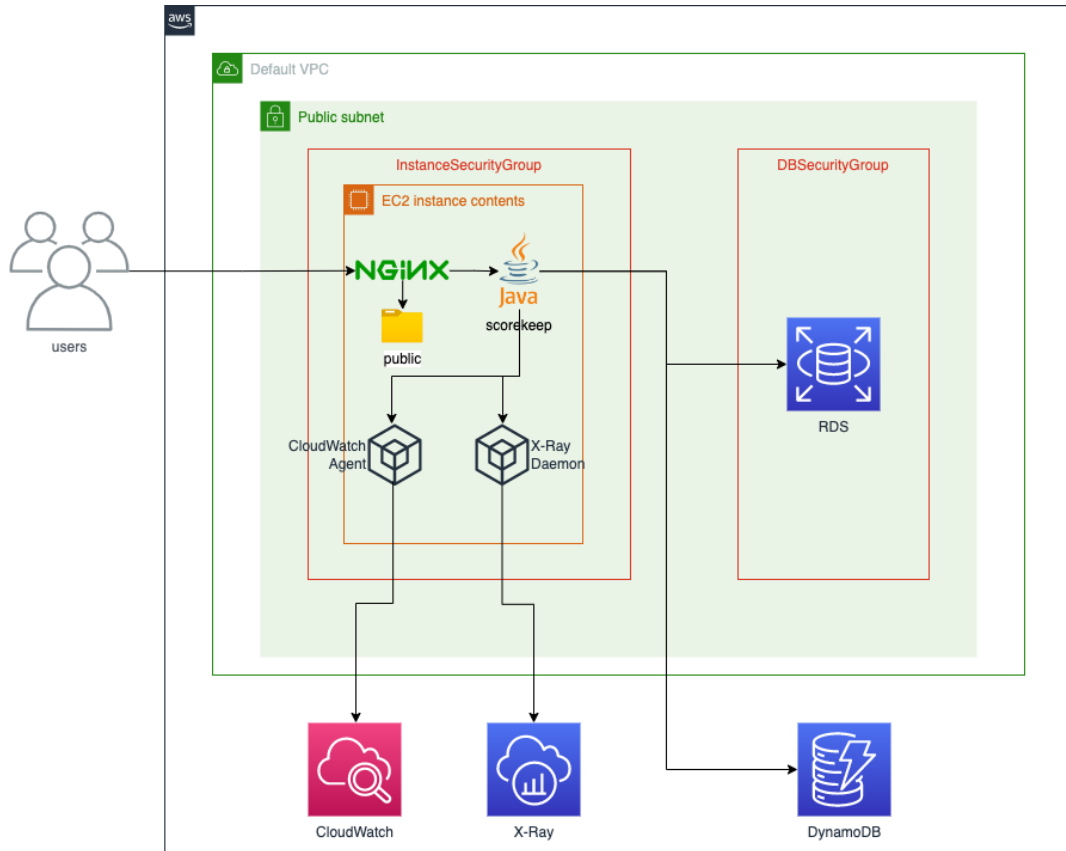 aws
Default VPC
Public subnet
InstanceSecurityGroup
DBSecurityGroup
EC2 instance contents
NGiNX
Java
scorekeep
public
users
CloudWatch
Agent
X-Ray
Daemon
RDS
CloudWatch
X-Ray
DynamoDB